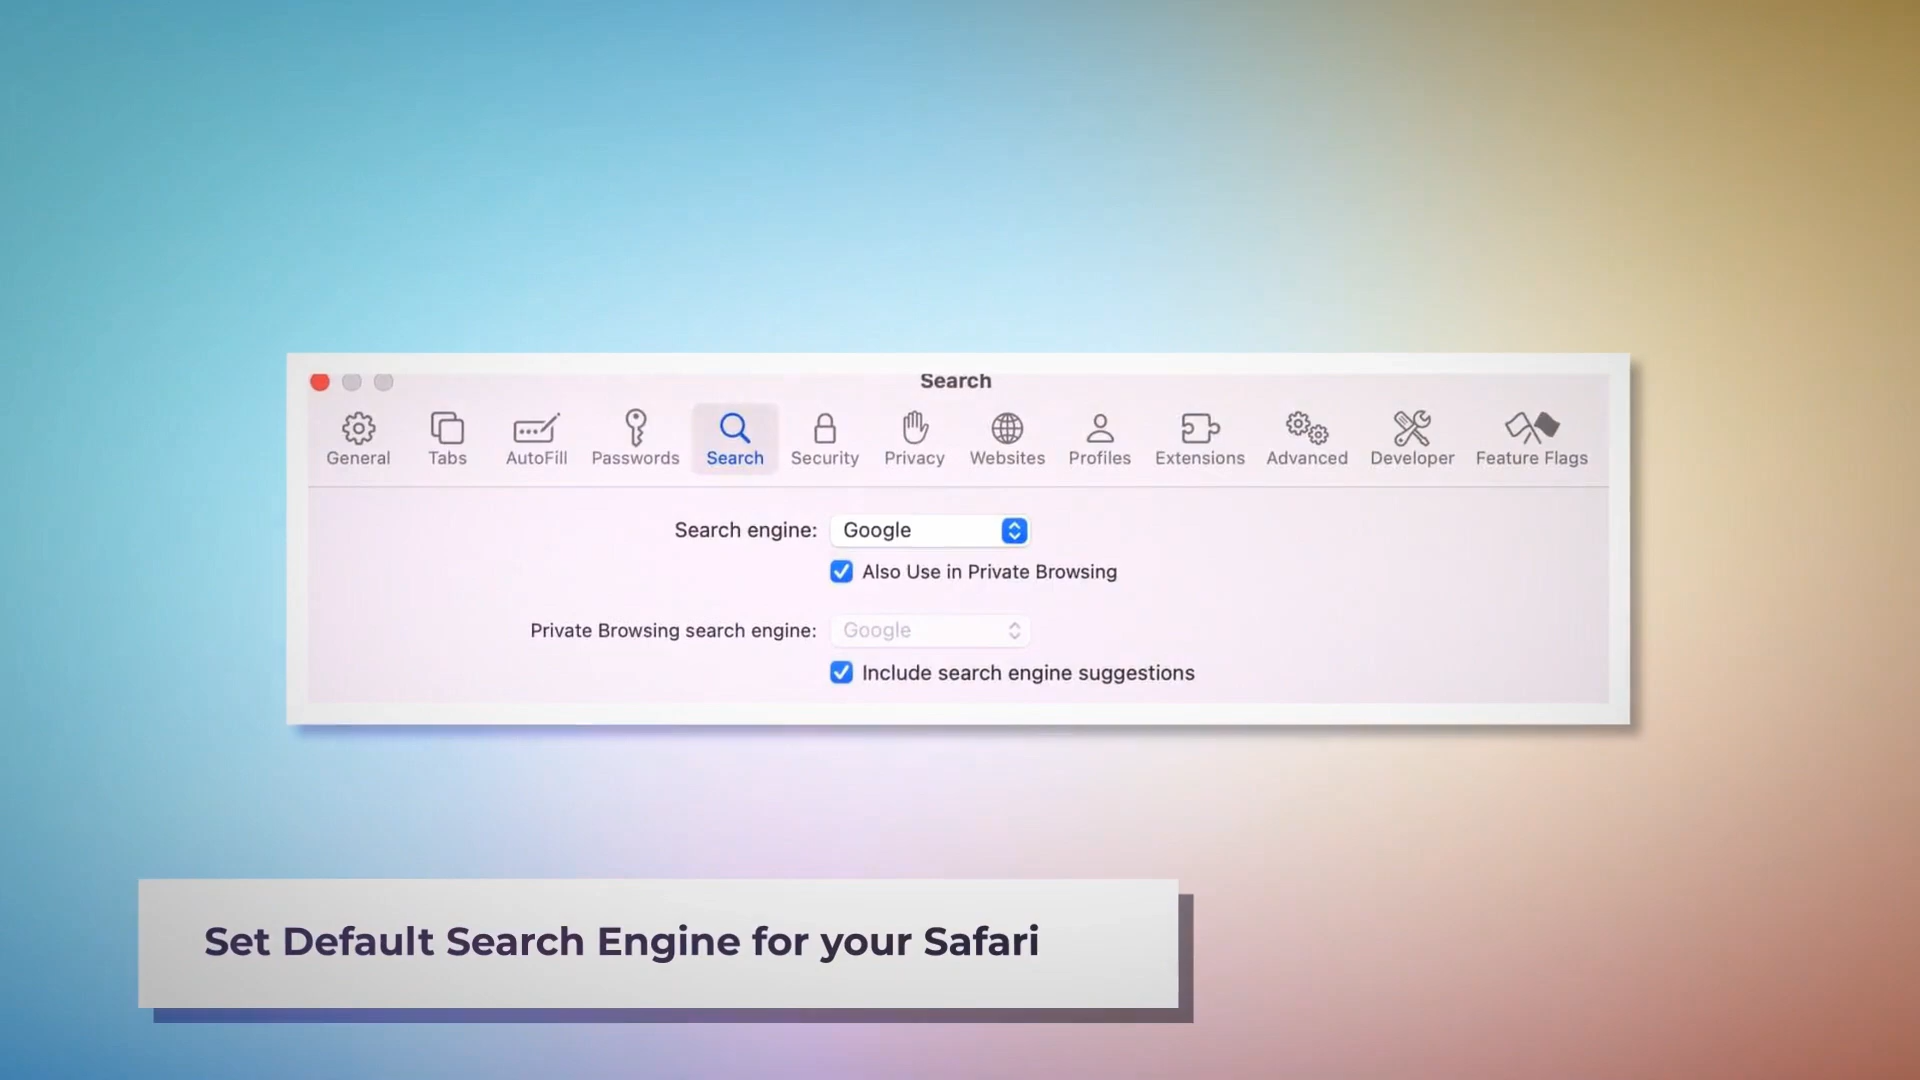 Search
General Tabs AutoFill Passwords Search Security Privacy Websites Profiles Extensions Advanced Developer Feature Flags
Search engine: Google
Also Use in Private Browsing
Private Browsing search engine: Google
Include search engine suggestions
Set Default Search Engine for your Safari